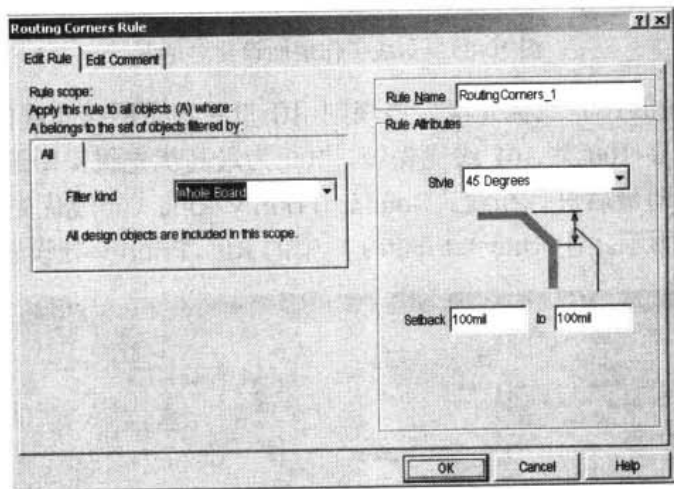 Routing Corners Rule
? x
Edit Rule Edit Comment
Rule scope:
Apply this rule to all objects (A) where:
A belongs to the set of objects filtered by:
All
Filter kind Whole Board
All design objects are included in this scope.
Rule Name RoutingCorners_1
Rule Attributes
Style 45 Degrees
Setback 100mil to 100mil
OK Cancel Help